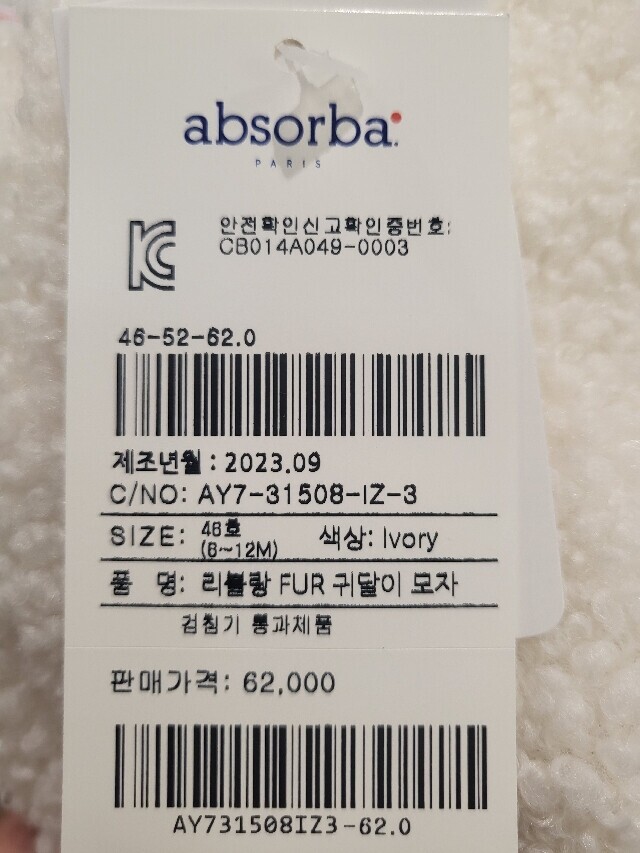 absorba.
PARIS
안전확인신고확인증번호:
CB014A049-0003
46-52-62.0
제조년월 : 2023.09
C/NO: AY7-31508-IZ-3
SIZE: 46호 (6~12M) 색상: Ivory
품 명: 리블랑 FUR 귀달이 모자
검침기 통과제품
판매가격: 62,000
AY731508IZ3-62.0